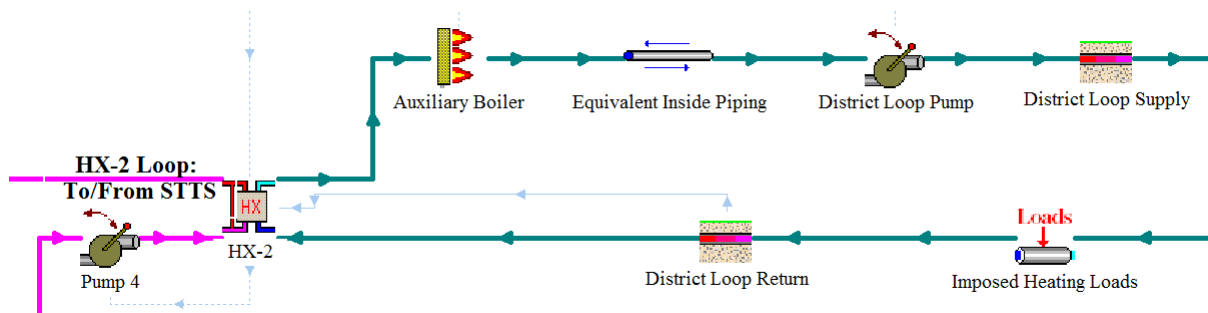 Auxiliary Boiler
Equivalent Inside Piping
District Loop Pump
District Loop Supply
HX-2 Loop:
To/From STTS
HX
HX-2
Pump 4
District Loop Return
Loads
Imposed Heating Loads